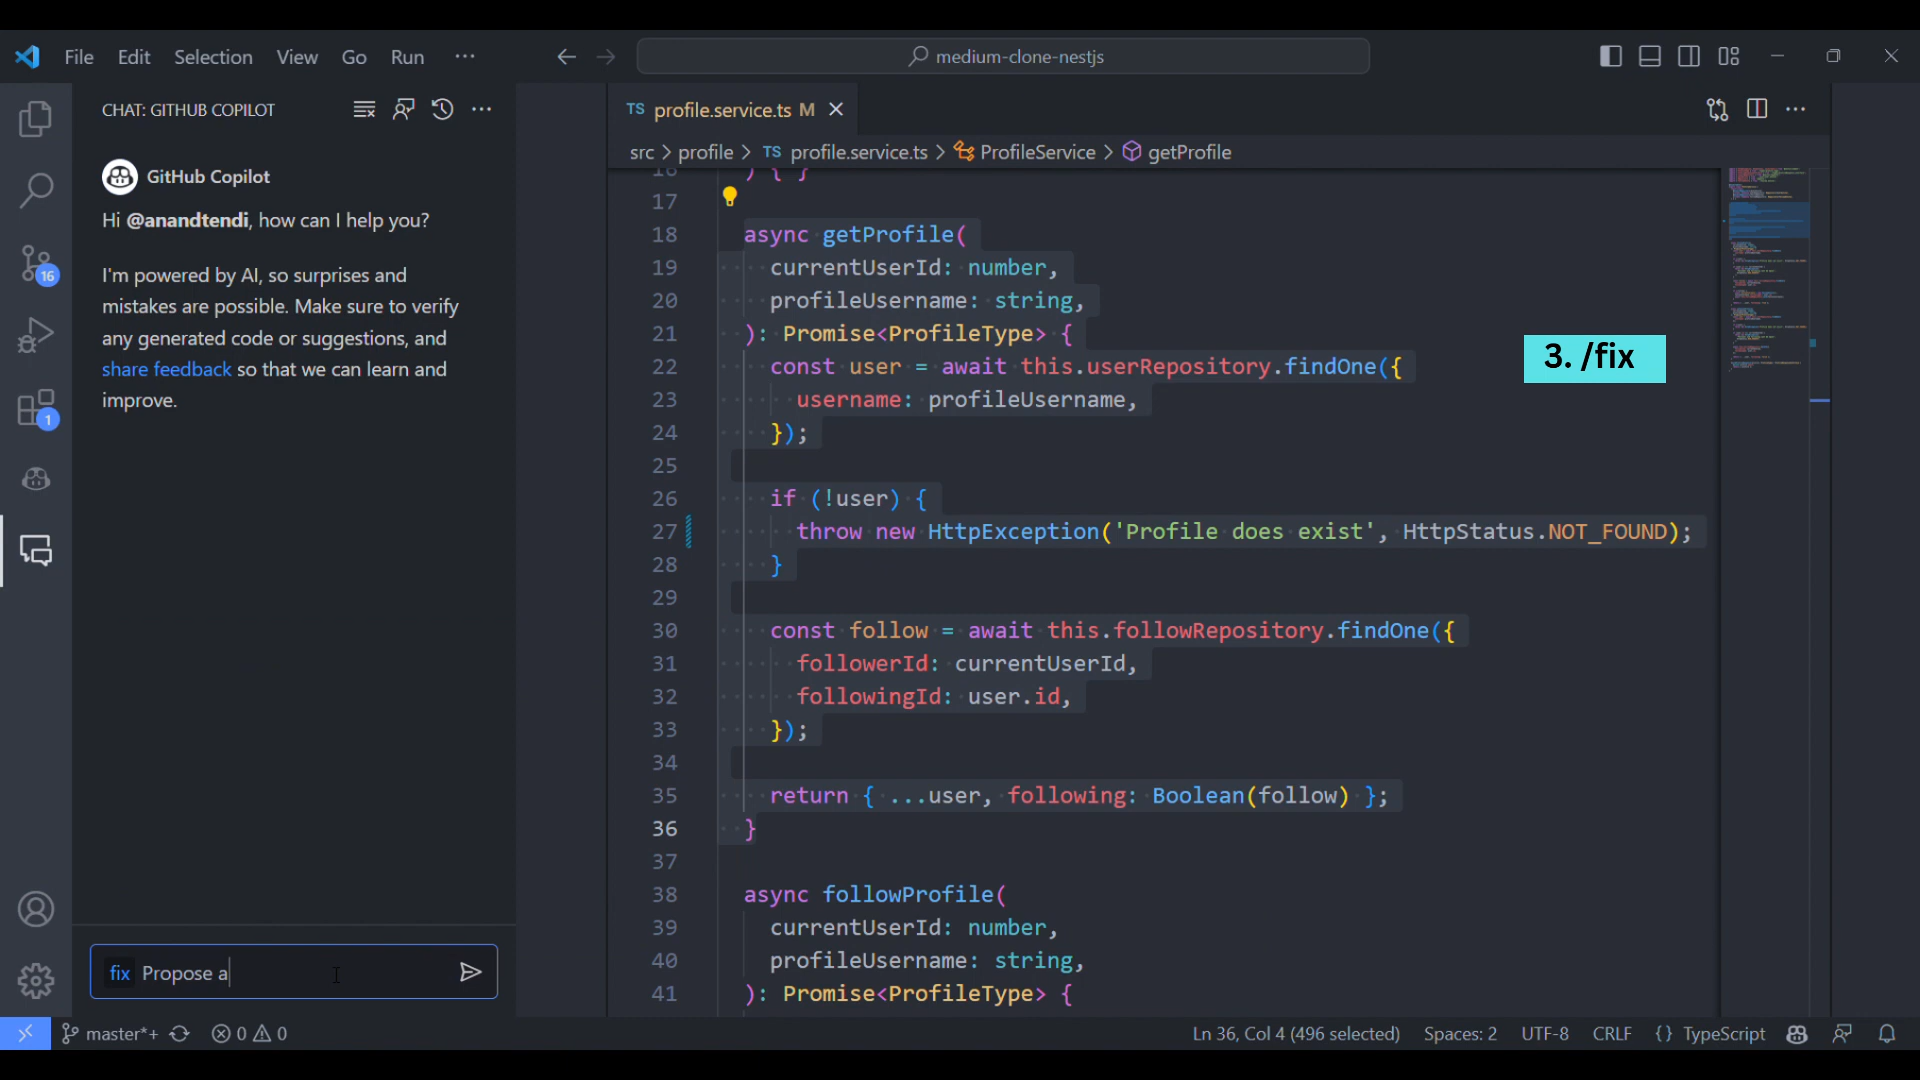 File Edit Selection View Go Run ···
medium-clone-nestjs
CHAT: GITHUB COPILOT
GitHub Copilot
Hi @anandtendi, how can I help you?
I'm powered by AI, so surprises and
mistakes are possible. Make sure to verify
any generated code or suggestions, and
share feedback so that we can learn and
improve.
16
1
fix Propose a
TS profile.service.ts M
src > profile > TS profile.service.ts > ProfileService > getProfile
16 ) { }
17
18 async getProfile(
19 currentUserId: number,
20 profileUsername: string,
21 ): Promise<ProfileType> {
22 const user = await this.userRepository.findOne({
23 username: profileUsername,
24 });
25
26 if (!user) {
27 throw new HttpException('Profile does exist', HttpStatus.NOT_FOUND);
28 }
29
30 const follow = await this.followRepository.findOne({
31 followerId: currentUserId,
32 followingId: user.id,
33 });
34
35 return { ...user, following: Boolean(follow) };
36 }
37
38 async followProfile(
39 currentUserId: number,
40 profileUsername: string,
41 ): Promise<ProfileType> {
3. /fix
master*+ 0 0
Ln 36, Col 4 (496 selected) Spaces: 2 UTF-8 CRLF {} TypeScript